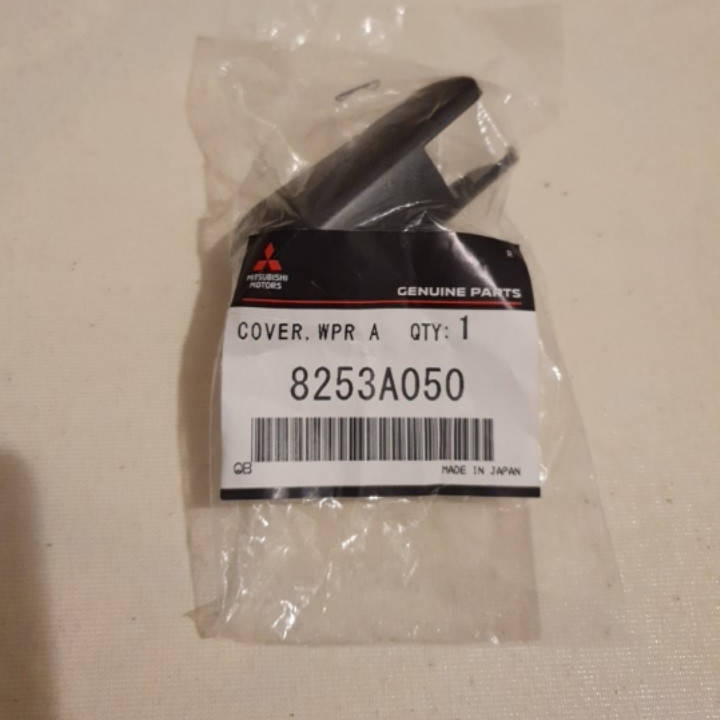 MITSUBISHI
MOTORS
GENUINE PARTS
COVER, WPR A QTY: 1
8253A050
QB MADE IN JAPAN